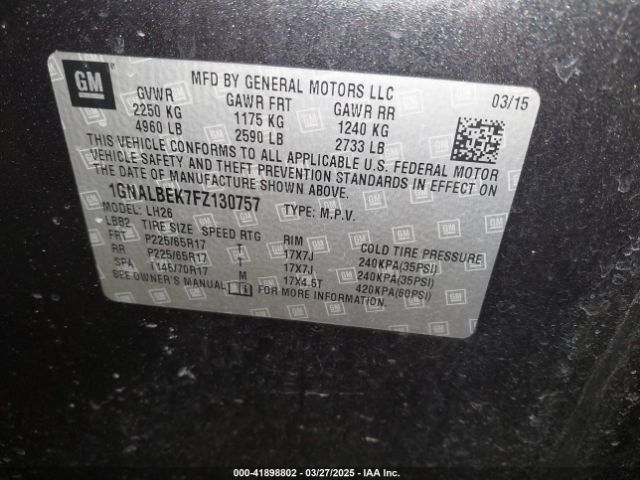 GM
MFD BY GENERAL MOTORS LLC
03/15
GVWR GAWR FRT GAWR RR
2250 KG 1175 KG 1240 KG
4960 LB 2590 LB 2733 LB
THIS VEHICLE CONFORMS TO ALL APPLICABLE U.S. FEDERAL MOTOR
VEHICLE SAFETY AND THEFT PREVENTION STANDARDS IN EFFECT ON
THE DATE OF MANUFACTURE SHOWN ABOVE.
1GNALBEK7FZ130757 TYPE: M.P.V.
MODEL: LH26
LBB2 TIRE SIZE SPEED RTG RIM COLD TIRE PRESSURE
FRT P225/65R17 T 17X7J 240KPA(35PSI)
RR P225/65R17 T 17X7J 240KPA(35PSI)
SPA T145/70R17 M 17X4.5T 420KPA(60PSI)
SEE OWNER'S MANUAL FOR MORE INFORMATION.
000-41898802 | 03/27/2025 | IAA Inc.